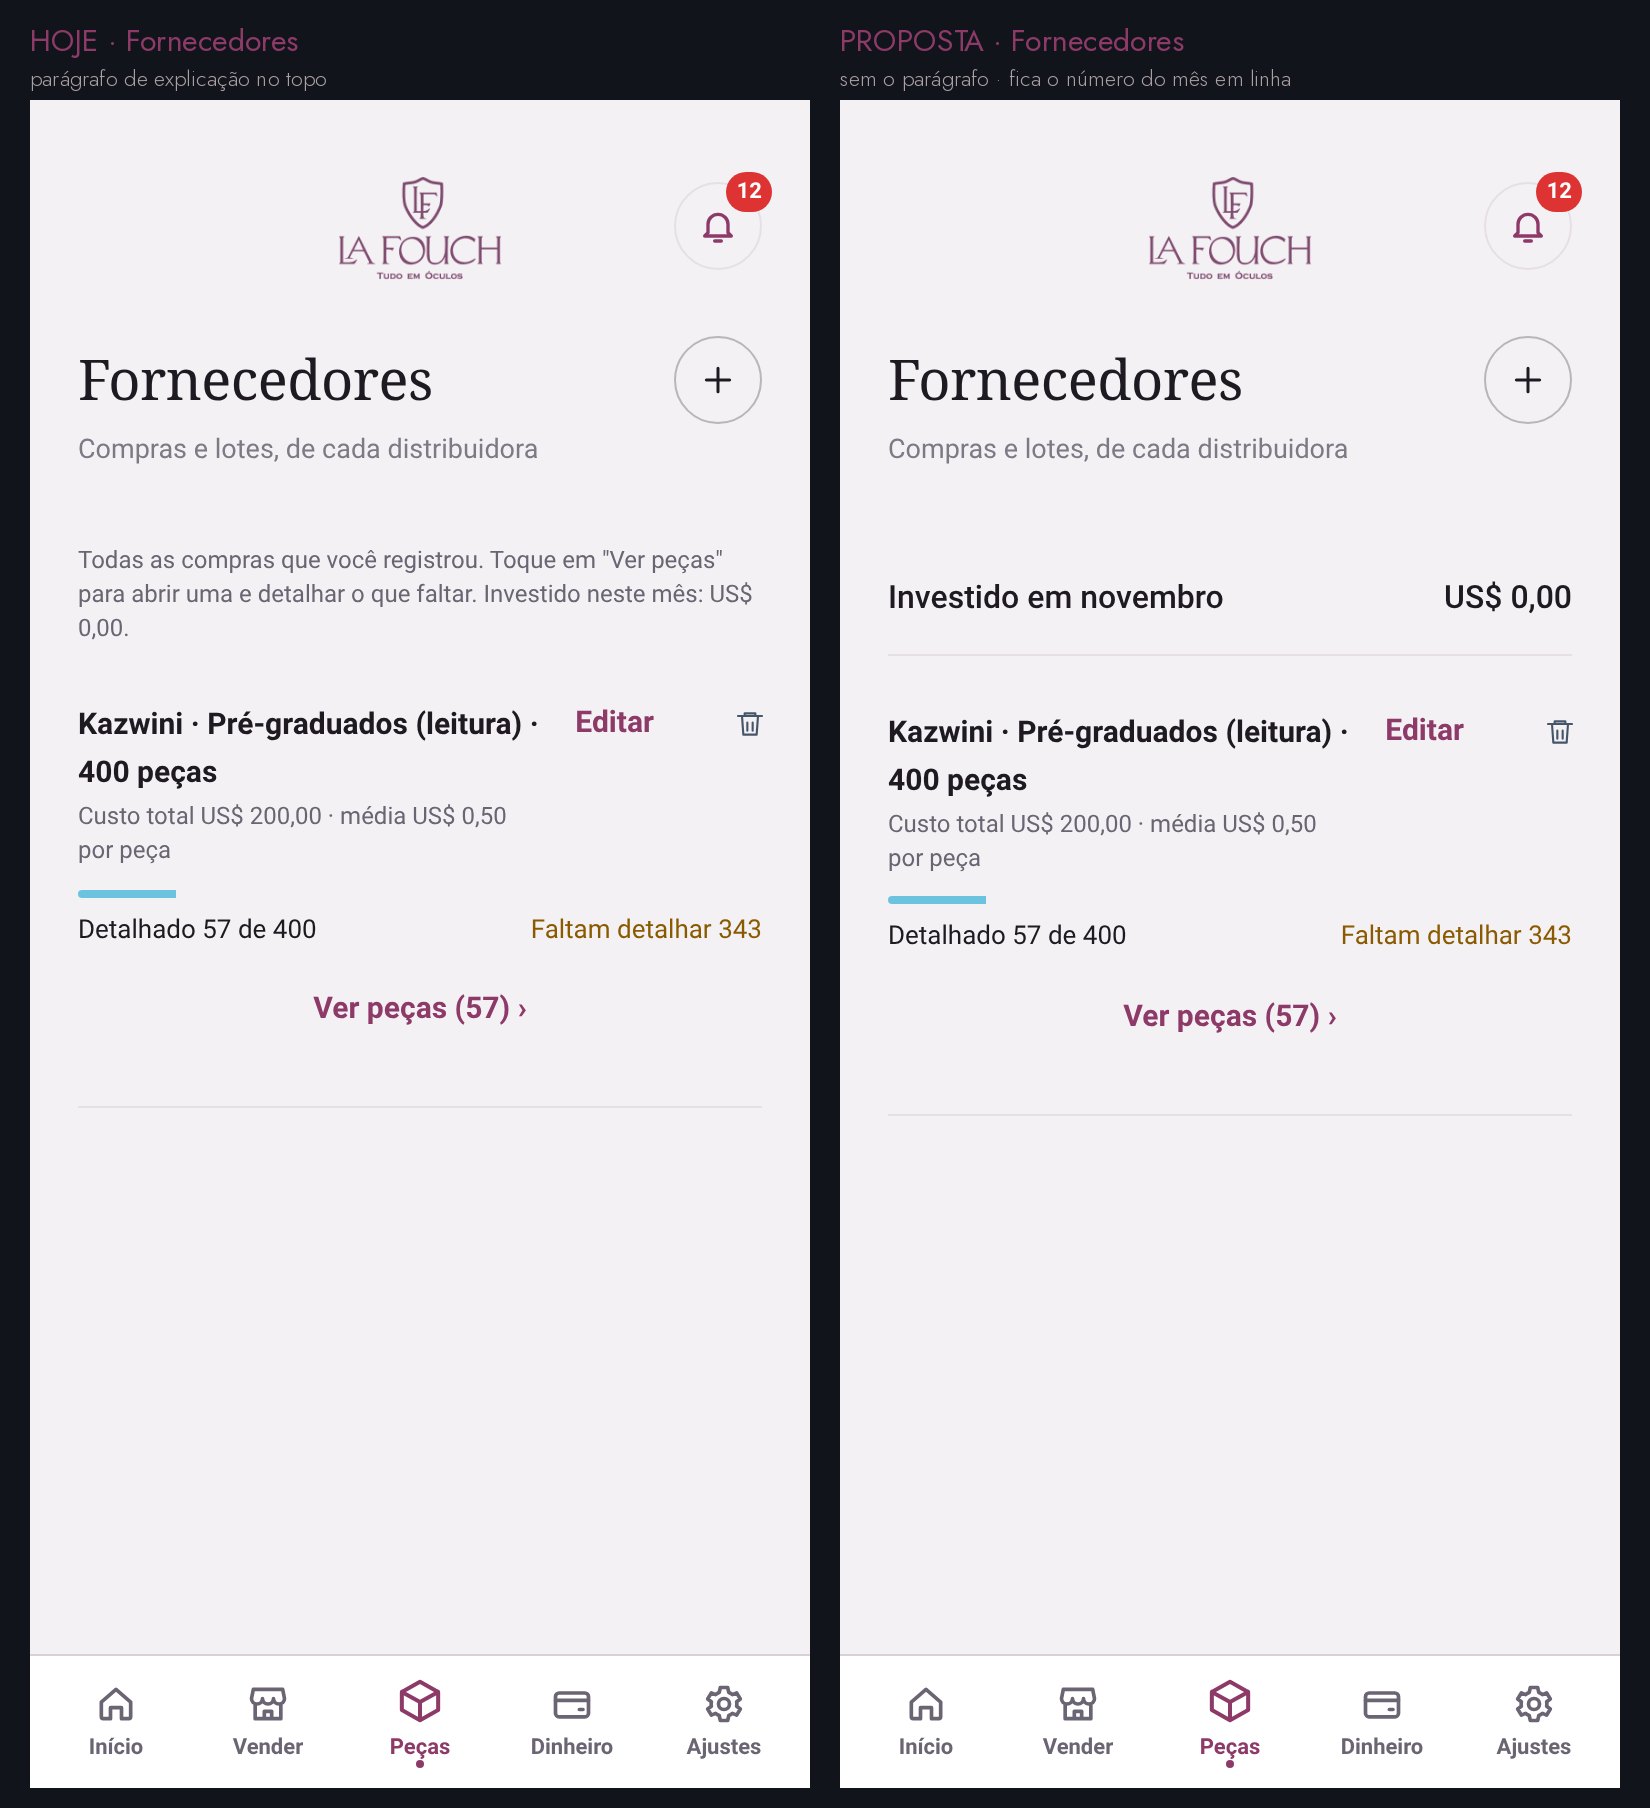 HOJE · Fornecedores
parágrafo de explicação no topo
LF
LA FOUCH
TUDO EM ÓCULOS
12
Fornecedores
Compras e lotes, de cada distribuidora
Todas as compras que você registrou. Toque em "Ver peças"
para abrir uma e detalhar o que faltar. Investido neste mês: US$
0,00.
Kazwini · Pré-graduados (leitura) ·
400 peças
Editar
Custo total US$ 200,00 · média US$ 0,50
por peça
Detalhado 57 de 400
Faltam detalhar 343
Ver peças (57) ›
Início
Vender
Peças
Dinheiro
Ajustes
PROPOSTA · Fornecedores
sem o parágrafo · fica o número do mês em linha
LF
LA FOUCH
TUDO EM ÓCULOS
12
Fornecedores
Compras e lotes, de cada distribuidora
Investido em novembro
US$ 0,00
Kazwini · Pré-graduados (leitura) ·
400 peças
Editar
Custo total US$ 200,00 · média US$ 0,50
por peça
Detalhado 57 de 400
Faltam detalhar 343
Ver peças (57) ›
Início
Vender
Peças
Dinheiro
Ajustes